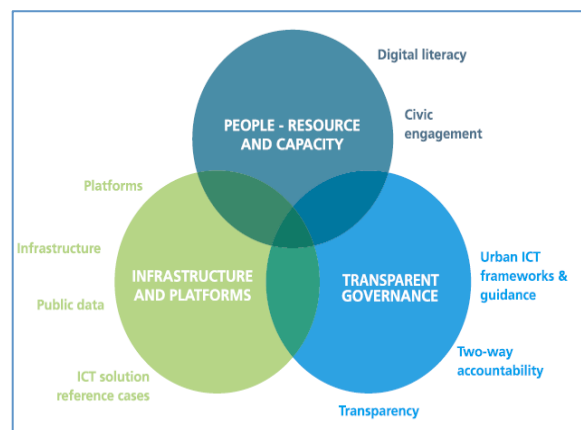 Digital literacy
PEOPLE - RESOURCE
AND CAPACITY
Civic
engagement
Platforms
Infrastructure
INFRASTRUCTURE
AND PLATFORMS
TRANSPARENT
GOVERNANCE
Urban ICT
frameworks &
guidance
Public data
Two-way
accountability
ICT solution
reference cases
Transparency